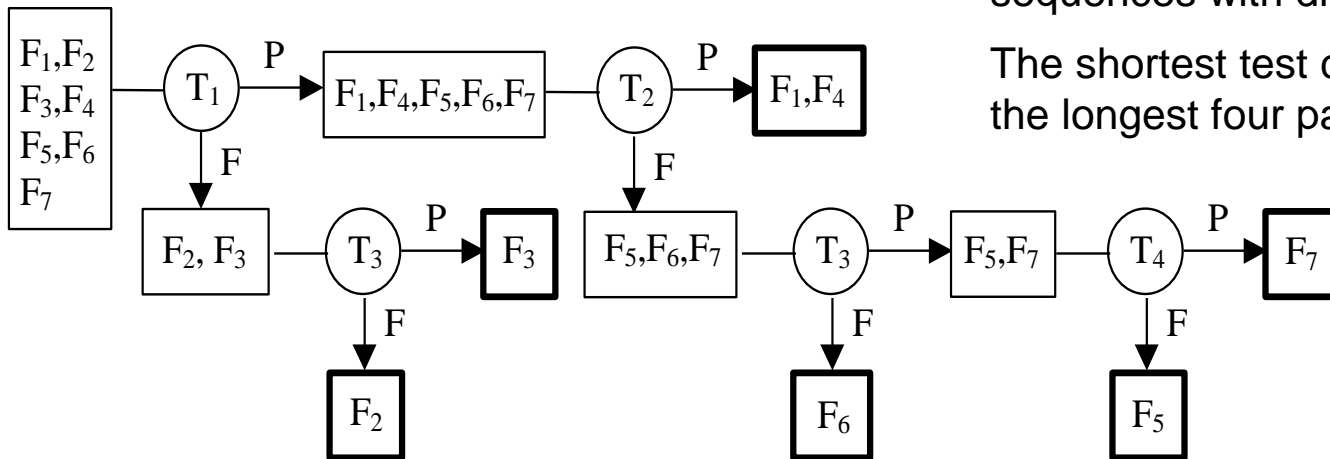 sequences with
The shortest test
the longest four
F₁,F₂
F₃,F₄
F₅,F₆
F₇
T₁
P
F₁,F₄,F₅,F₆,F₇
T₂
P
F₁,F₄
F
F
F₂, F₃
T₃
P
F₃
F₅,F₆,F₇
T₃
P
F₅,F₇
T₄
P
F₇
F
F
F
F₂
F₆
F₅